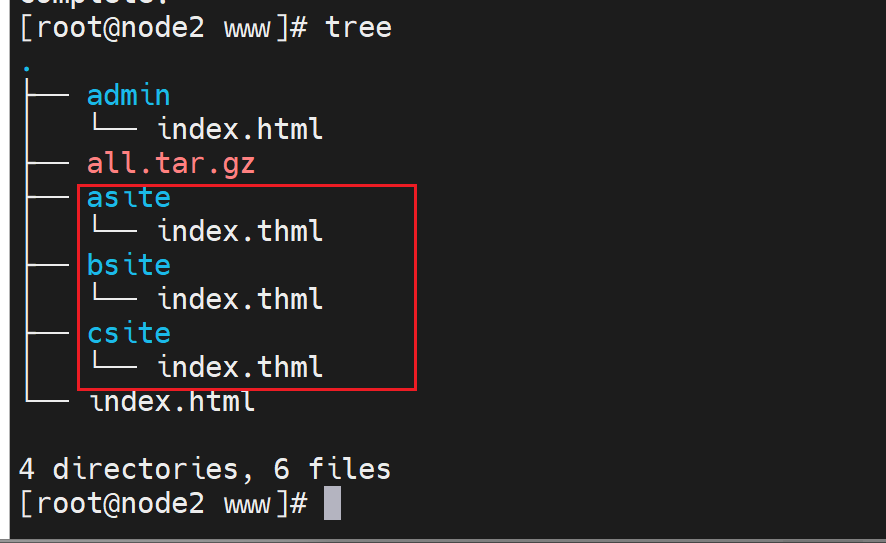 complete!
[root@node2 www]# tree
.
├── admin
│   └── index.html
├── all.tar.gz
├── asite
│   └── index.thml
├── bsite
│   └── index.thml
├── csite
│   └── index.thml
└── index.html
4 directories, 6 files
[root@node2 www]#